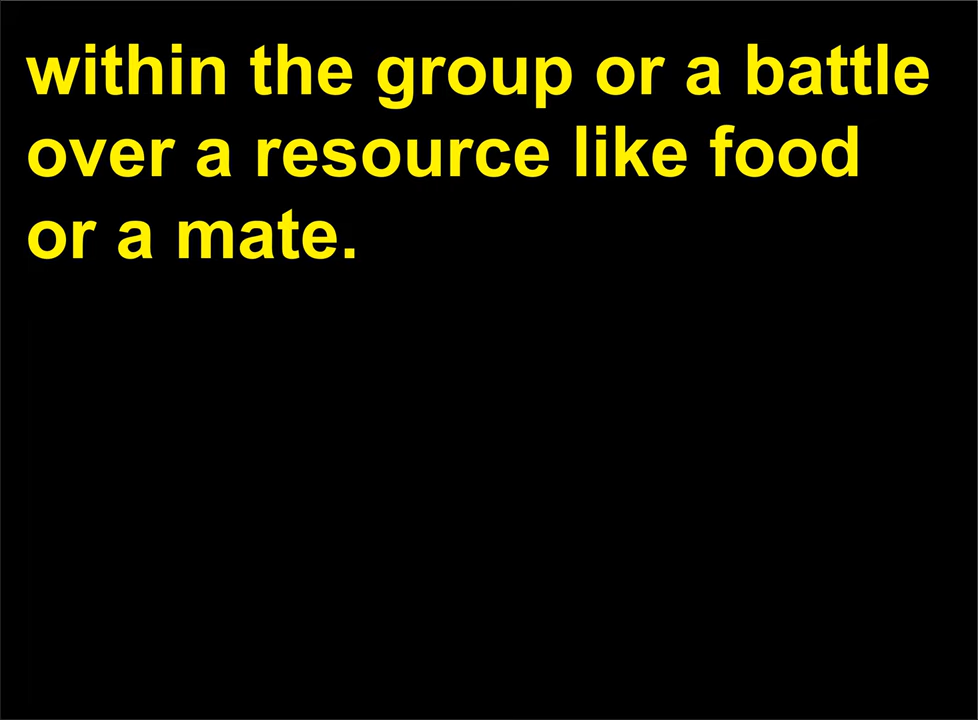 within the group or a battle
over a resource like food
or a mate.